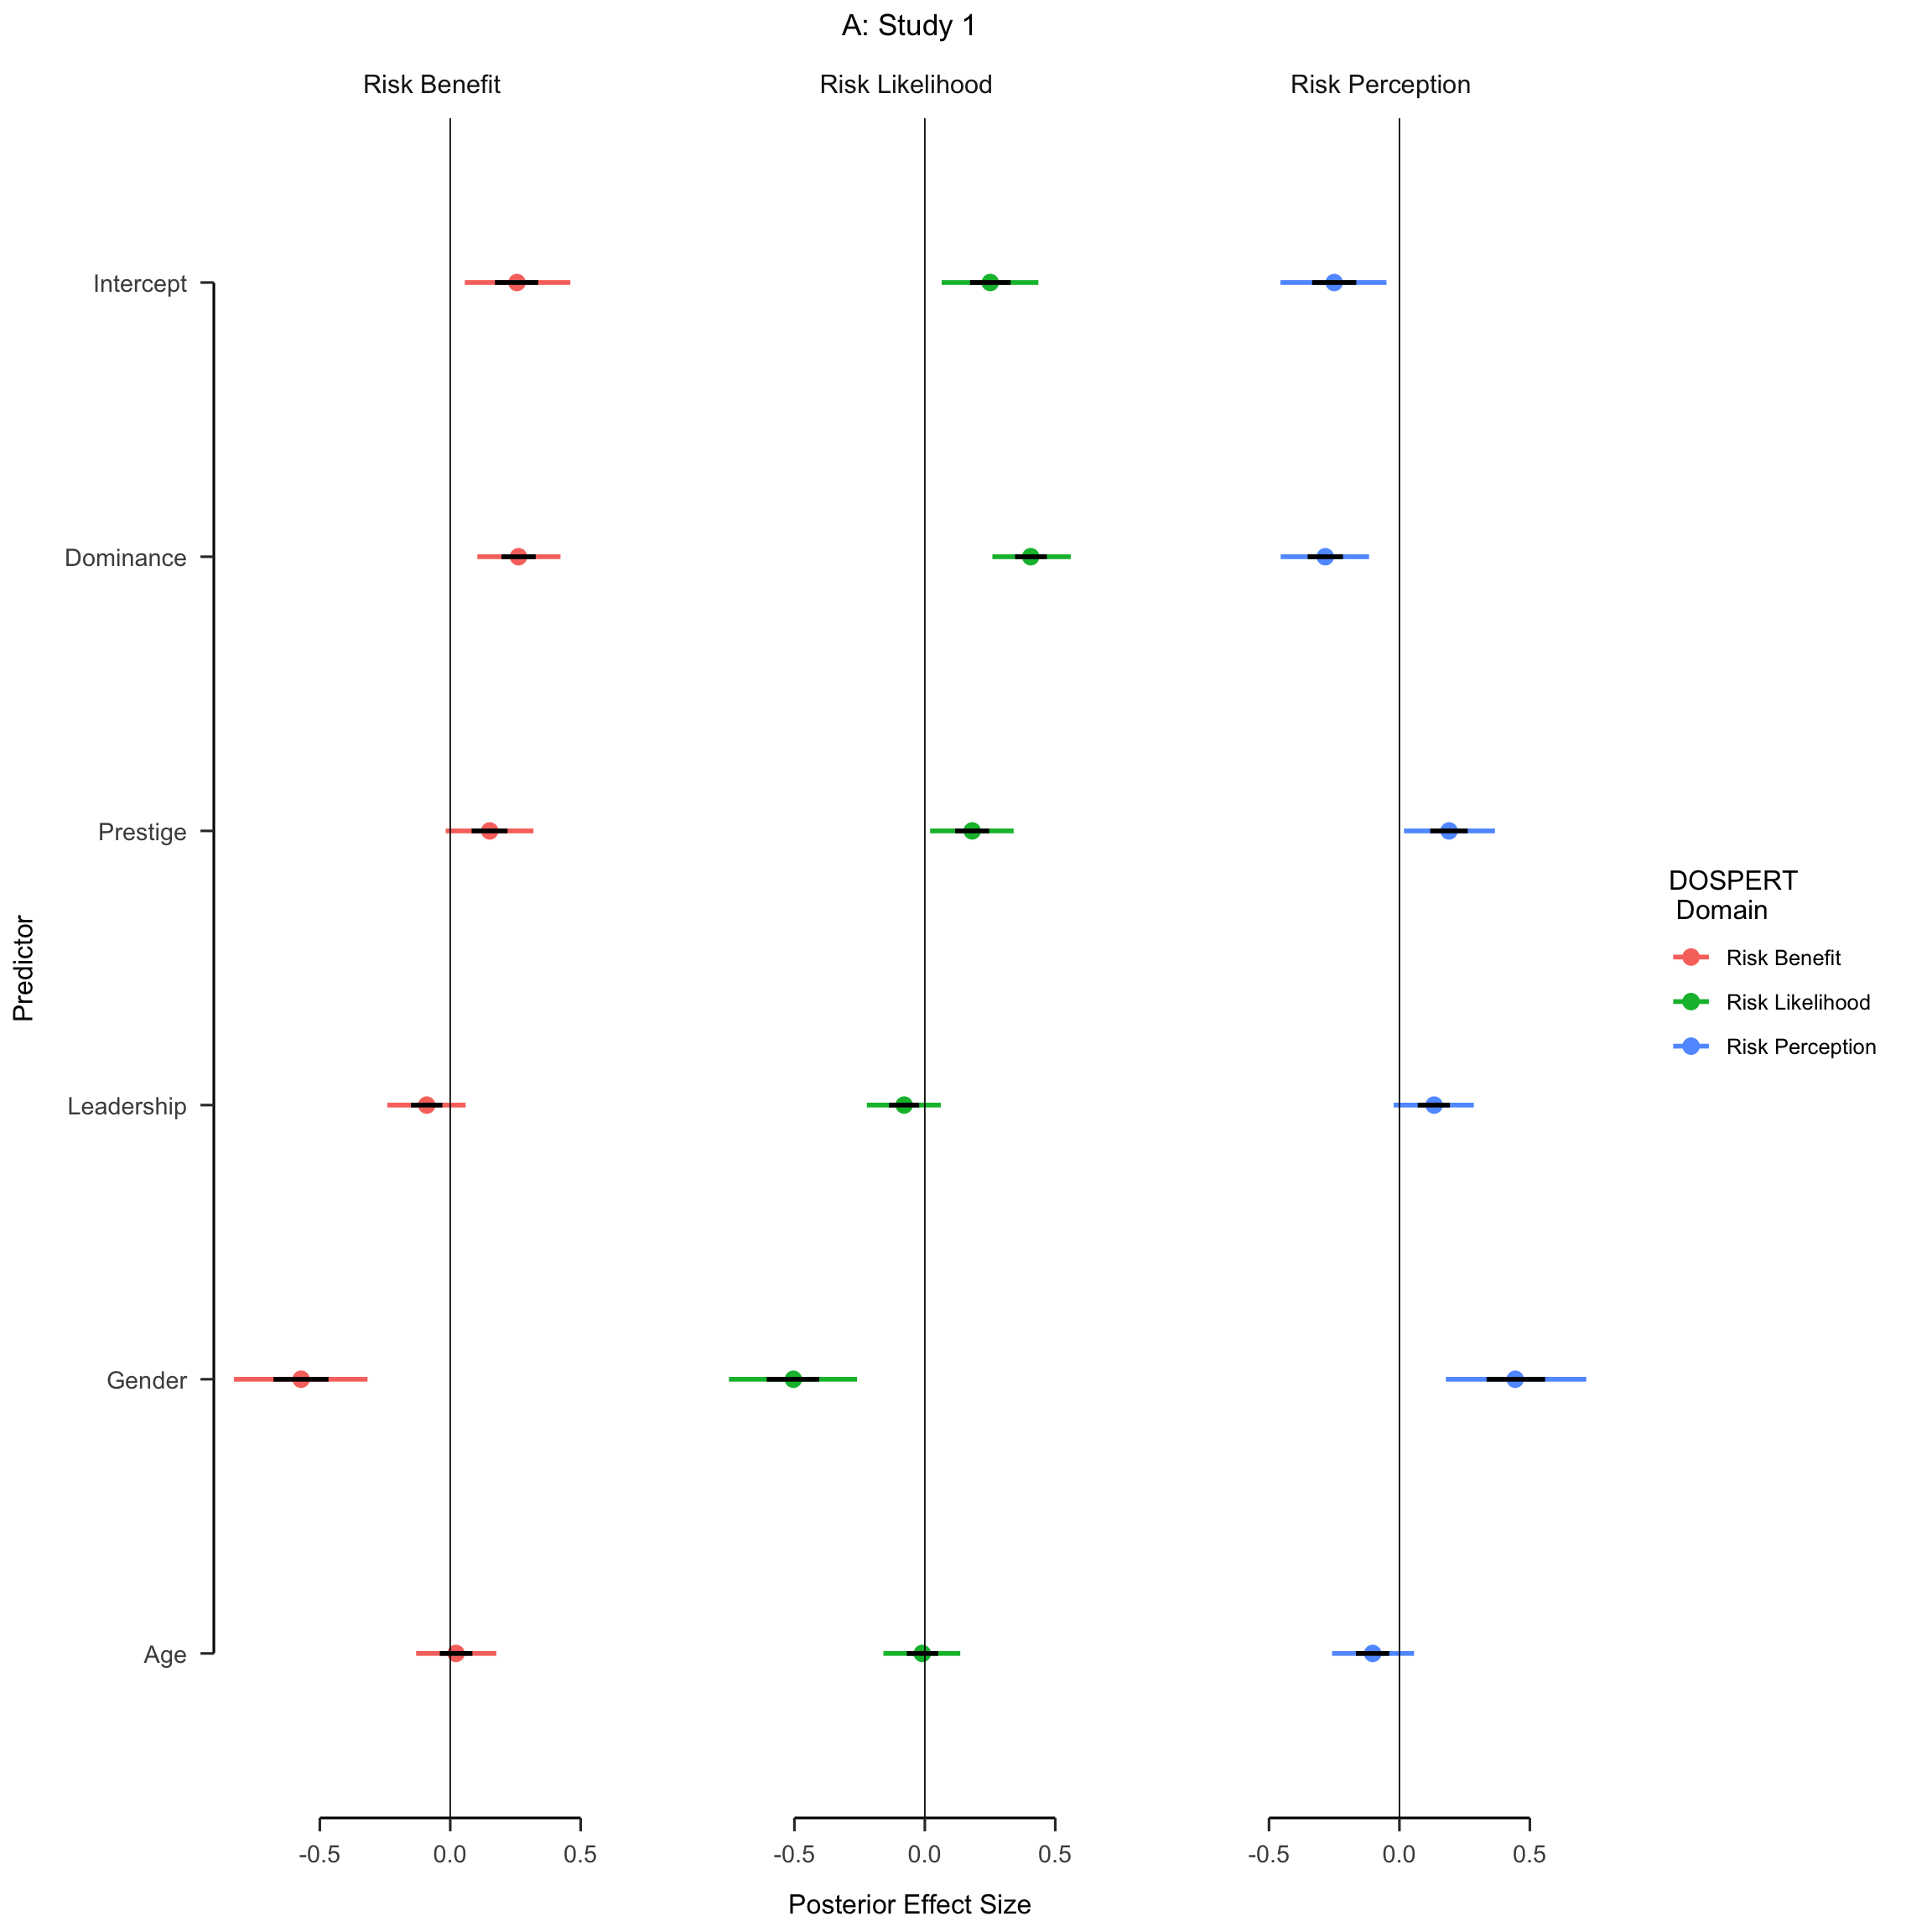 A: Study 1
Risk Benefit
Risk Likelihood
Risk Perception
Predictor
Intercept
Dominance
Prestige
Leadership
Gender
Age
-0.5 0.0 0.5
-0.5 0.0 0.5
-0.5 0.0 0.5
Posterior Effect Size
DOSPERT
Domain
Risk Benefit
Risk Likelihood
Risk Perception